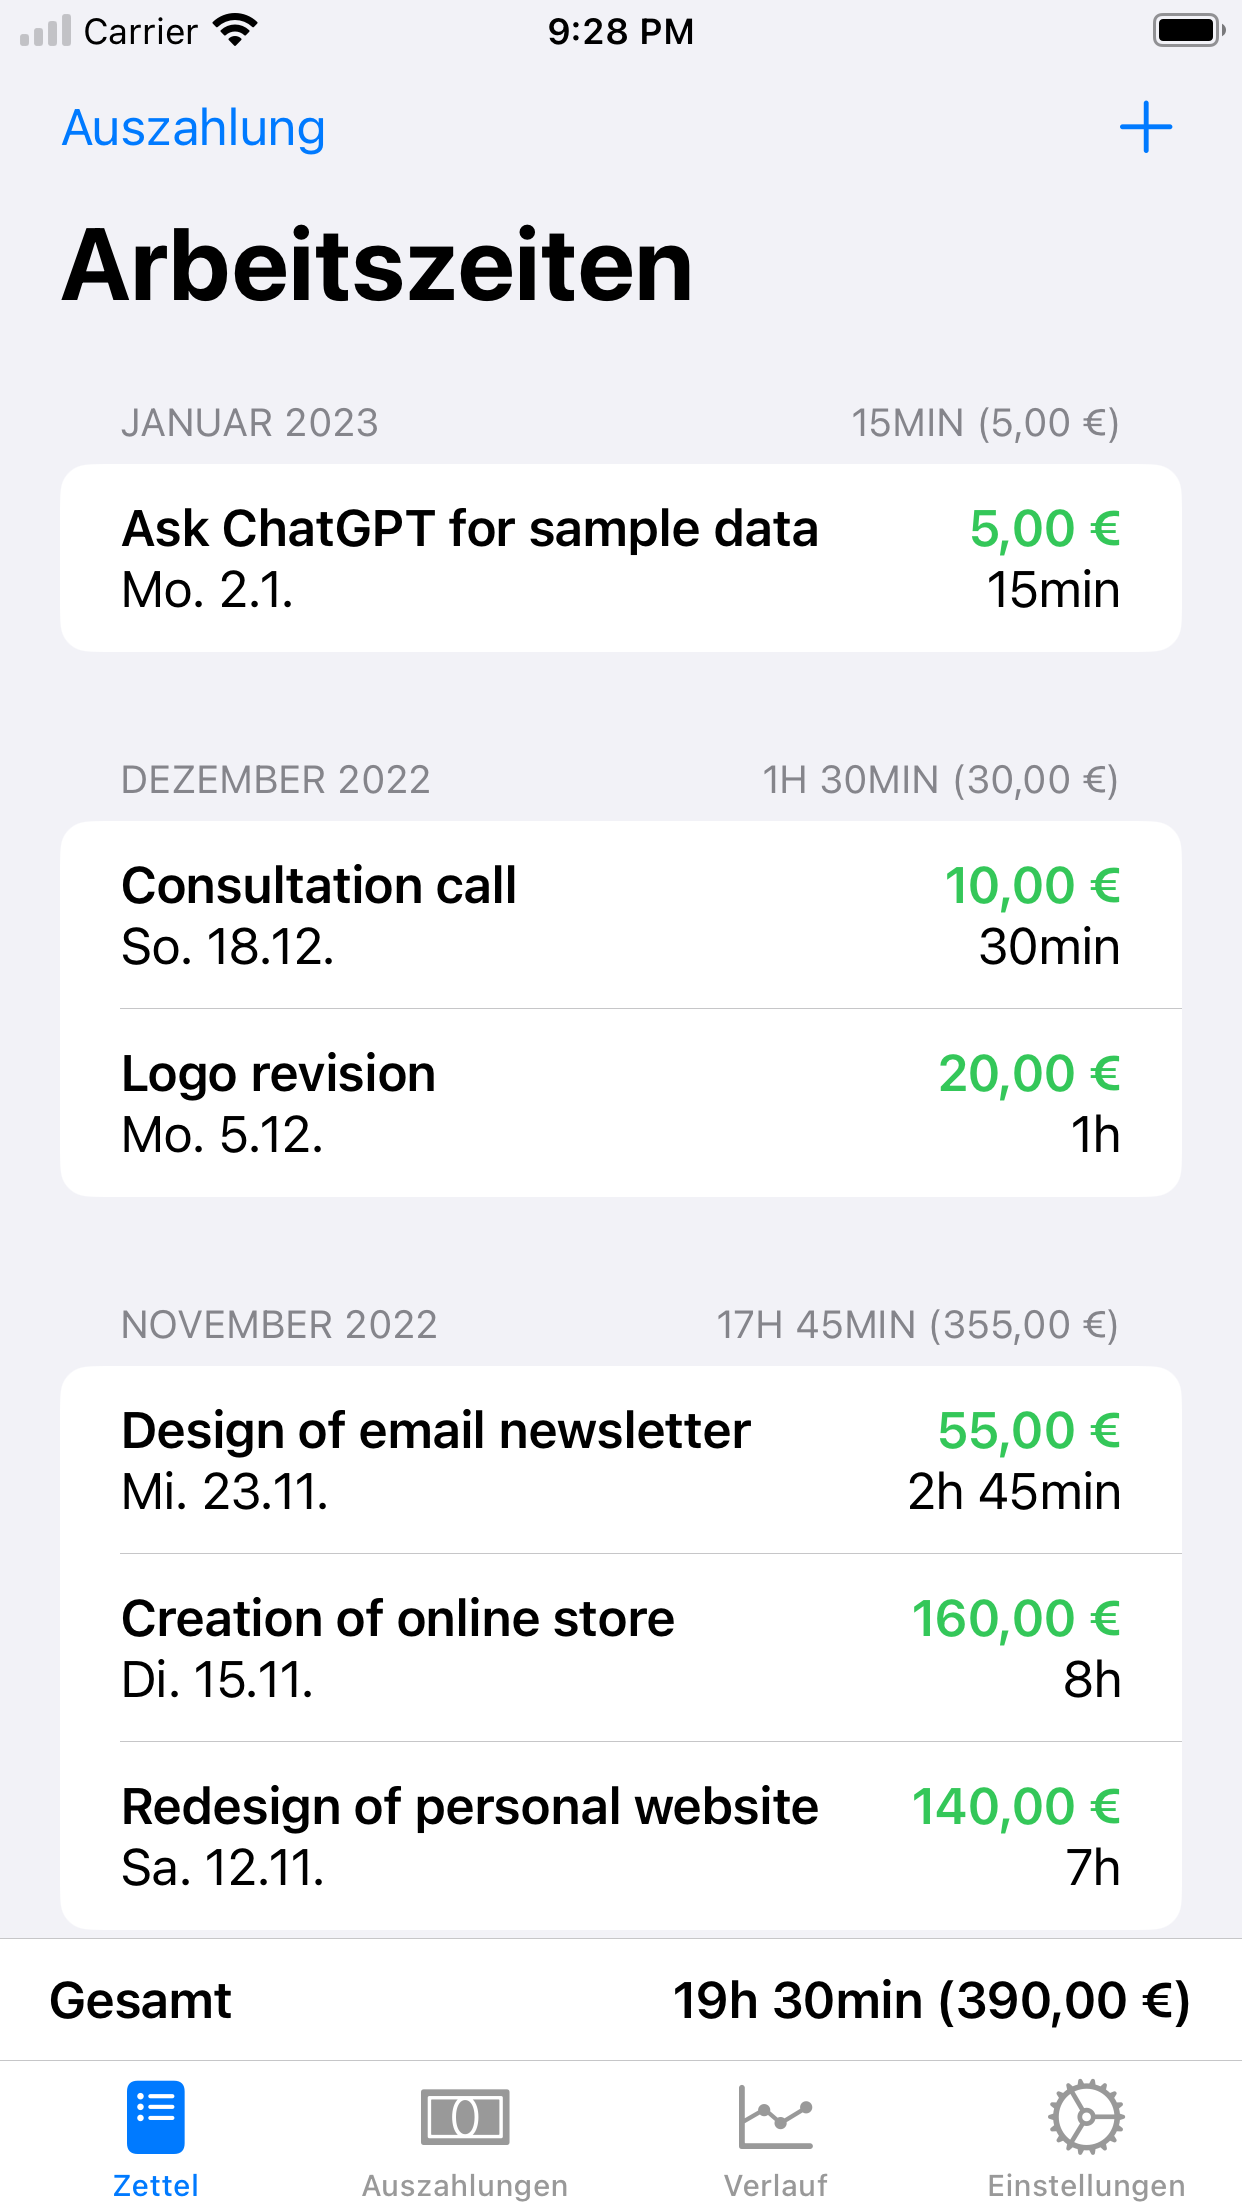 Carrier 9:28 PM
Auszahlung
Arbeitszeiten
JANUAR 2023 15MIN (5,00 €)
Ask ChatGPT for sample data 5,00 €
Mo. 2.1. 15min
DEZEMBER 2022 1H 30MIN (30,00 €)
Consultation call 10,00 €
So. 18.12. 30min
Logo revision 20,00 €
Mo. 5.12. 1h
NOVEMBER 2022 17H 45MIN (355,00 €)
Design of email newsletter 55,00 €
Mi. 23.11. 2h 45min
Creation of online store 160,00 €
Di. 15.11. 8h
Redesign of personal website 140,00 €
Sa. 12.11. 7h
Gesamt 19h 30min (390,00 €)
Zettel Auszahlungen Verlauf Einstellungen